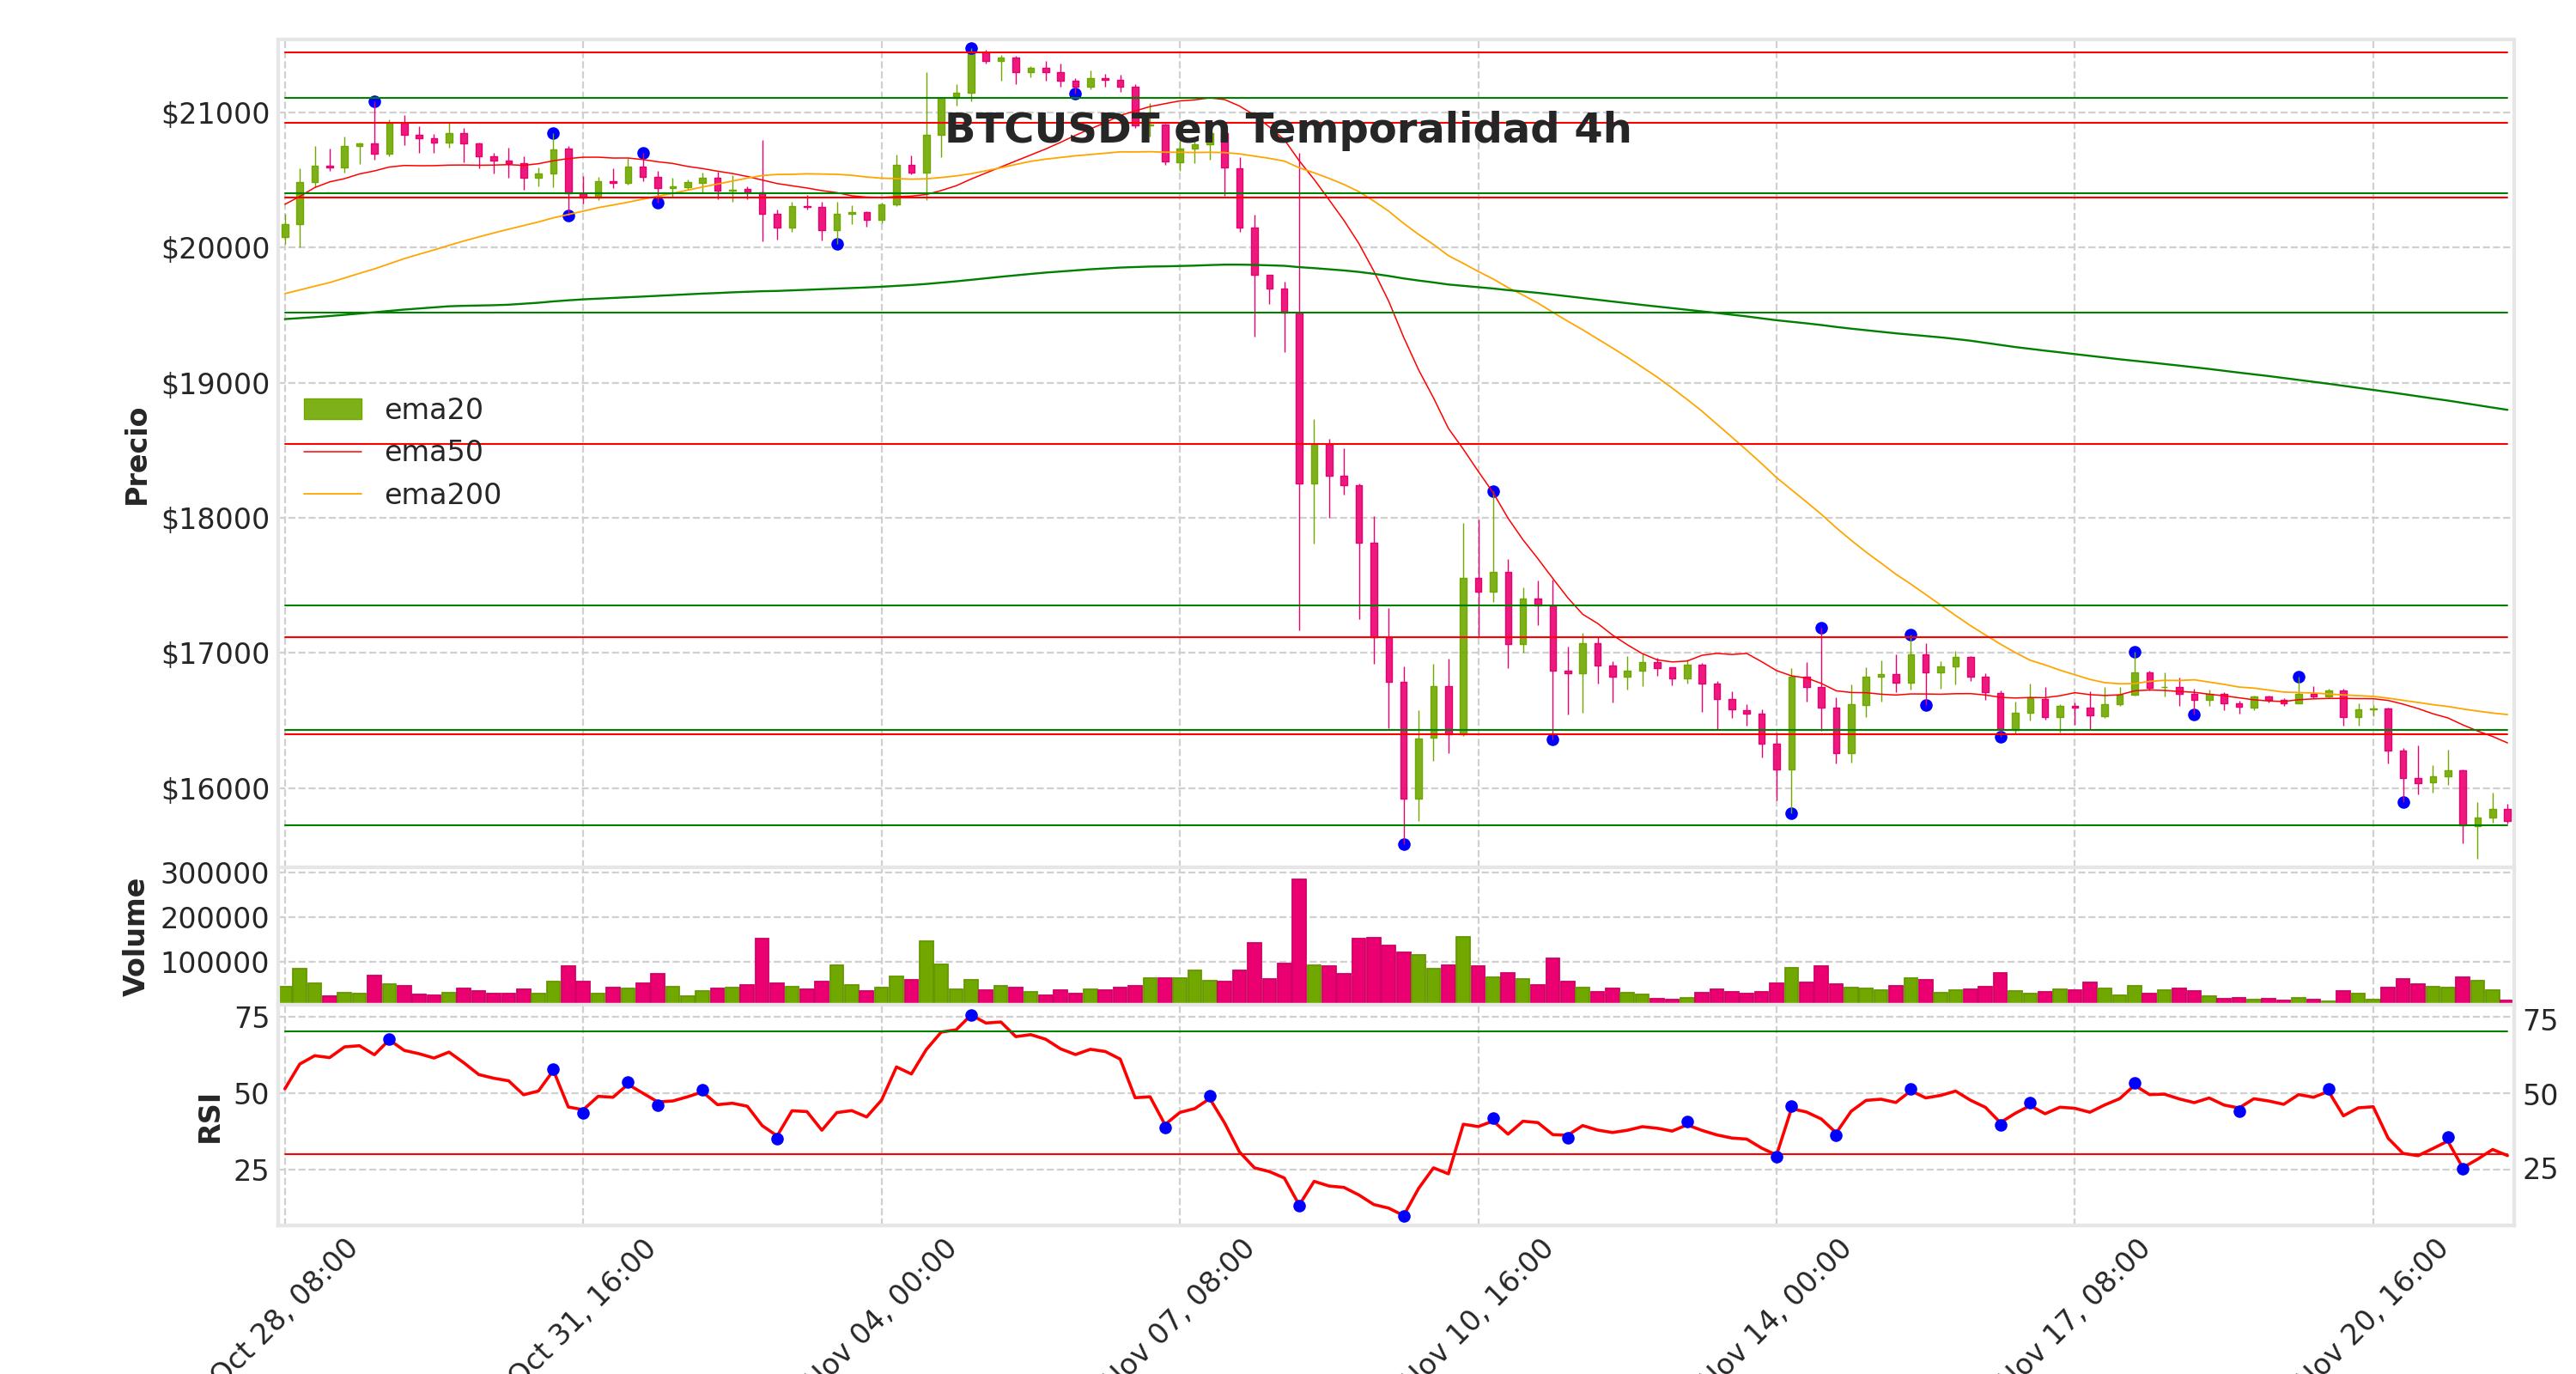 BTCUSDT en Temporalidad 4h
$21000
$20000
$19000
$18000
$17000
$16000
Precio
ema20
ema50
ema200
300000
200000
100000
Volume
75
50
25
RSI
75
50
25
Oct 28, 08:00
Oct 31, 16:00
Nov 04, 00:00
Nov 07, 08:00
Nov 10, 16:00
Nov 14, 00:00
Nov 17, 08:00
Nov 20, 16:00